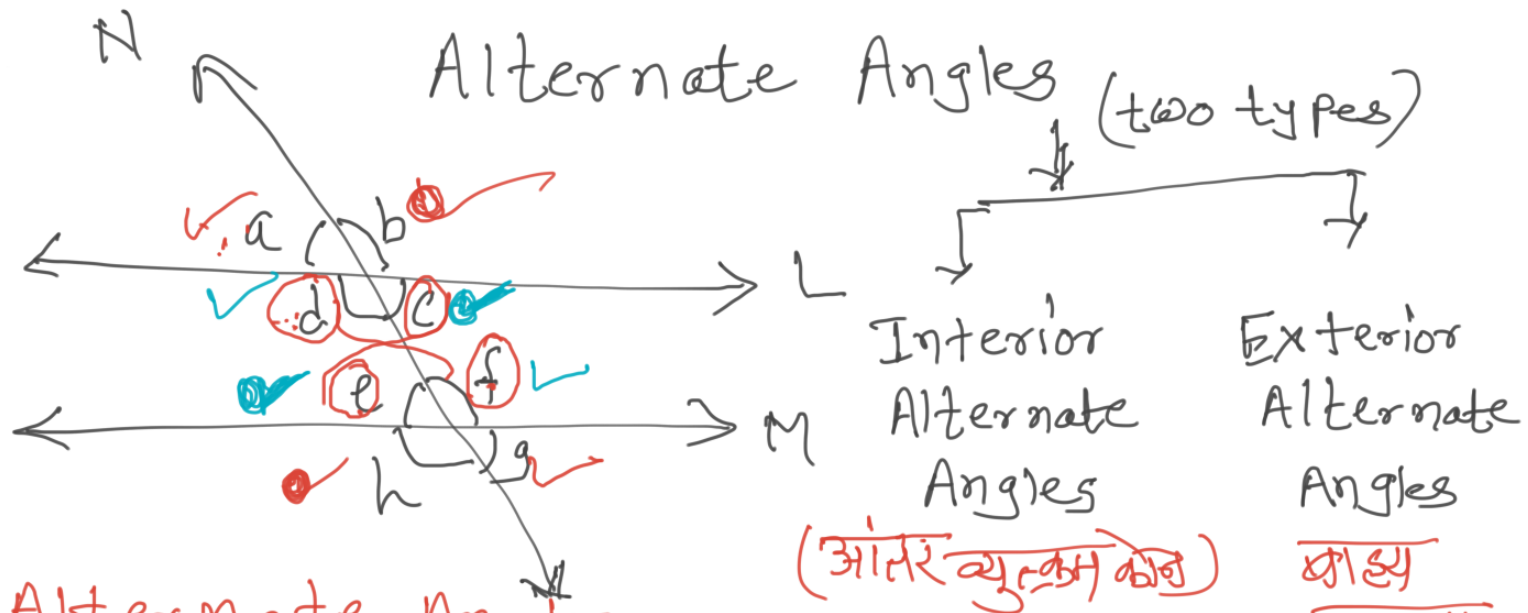 N
Alternate Angles (two types)
a b
L
d c
e f
M
h g
Interior
Alternate
Angles
(आंतर व्युत्क्रम कोन)
Exterior
Alternate
Angles
बाह्य